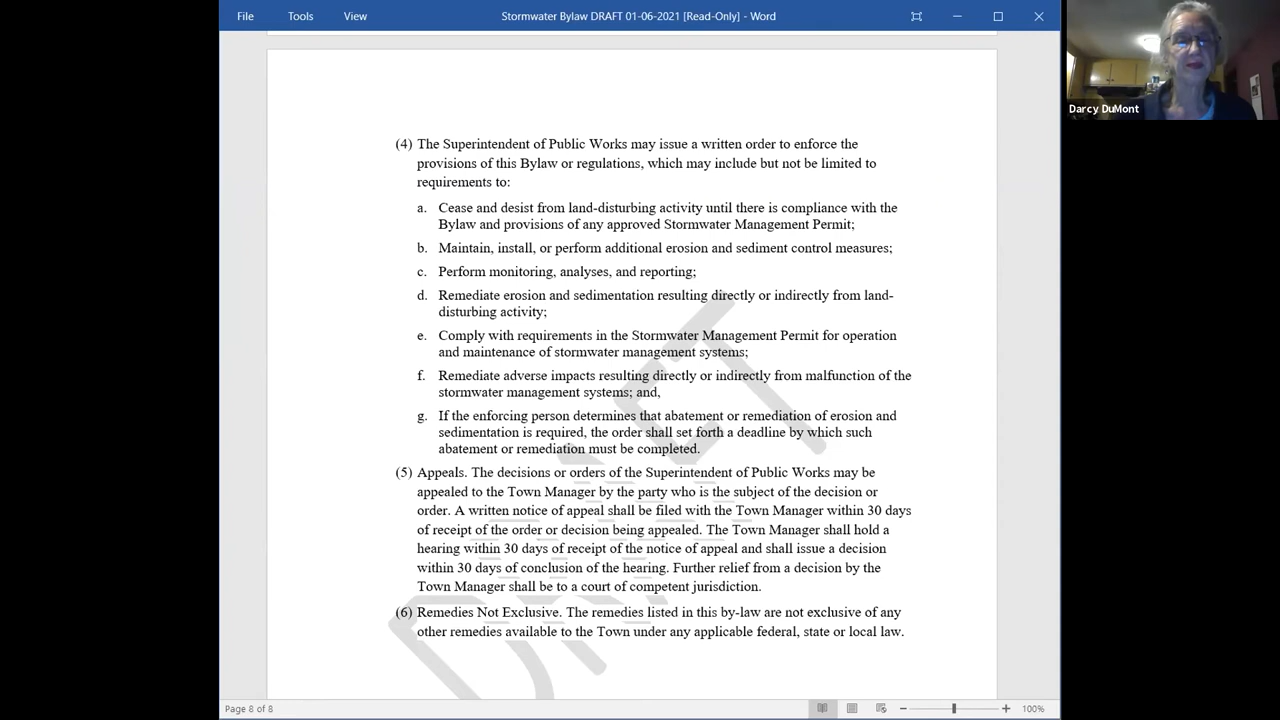 File Tools View Stormwater Bylaw DRAFT 01-06-2021 [Read-Only] - Word
Darcy DuMont
(4) The Superintendent of Public Works may issue a written order to enforce the
provisions of this Bylaw or regulations, which may include but not be limited to
requirements to:
a. Cease and desist from land-disturbing activity until there is compliance with the
Bylaw and provisions of any approved Stormwater Management Permit;
b. Maintain, install, or perform additional erosion and sediment control measures;
c. Perform monitoring, analyses, and reporting;
d. Remediate erosion and sedimentation resulting directly or indirectly from land-
disturbing activity;
e. Comply with requirements in the Stormwater Management Permit for operation
and maintenance of stormwater management systems;
f. Remediate adverse impacts resulting directly or indirectly from malfunction of the
stormwater management systems; and,
g. If the enforcing person determines that abatement or remediation of erosion and
sedimentation is required, the order shall set forth a deadline by which such
abatement or remediation must be completed.
(5) Appeals. The decisions or orders of the Superintendent of Public Works may be
appealed to the Town Manager by the party who is the subject of the decision or
order. A written notice of appeal shall be filed with the Town Manager within 30 days
of receipt of the order or decision being appealed. The Town Manager shall hold a
hearing within 30 days of receipt of the notice of appeal and shall issue a decision
within 30 days of conclusion of the hearing. Further relief from a decision by the
Town Manager shall be to a court of competent jurisdiction.
(6) Remedies Not Exclusive. The remedies listed in this by-law are not exclusive of any
other remedies available to the Town under any applicable federal, state or local law.
DRAFT
Page 8 of 8 100%